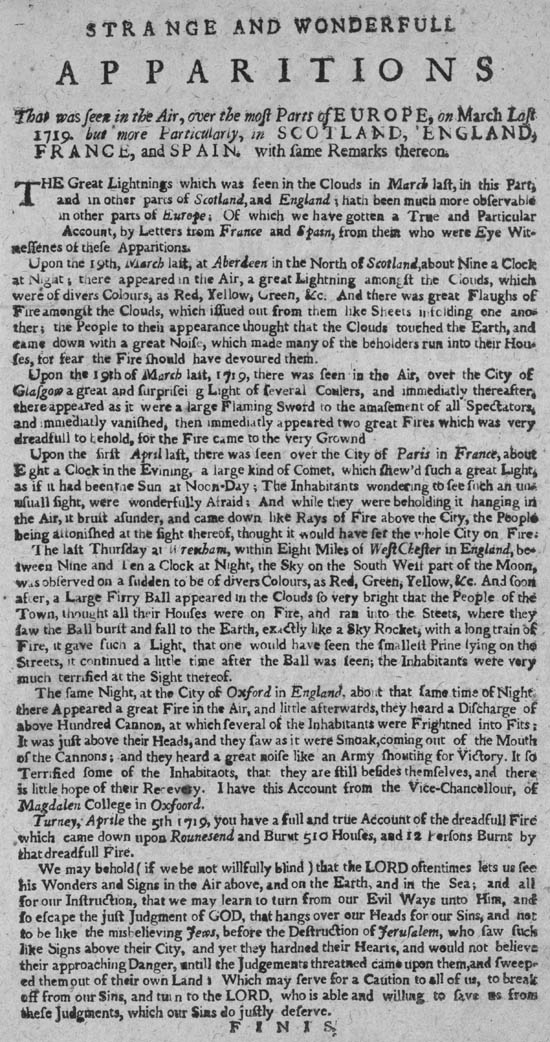 STRANGE AND WONDERFULL
APPARITIONS
That was ſeen in the Air, over the moſt Parts of EUROPE, on March Laſt
1719. but more Particularly, in SCOTLAND, ENGLAND,
FRANCE, and SPAIN. with ſame Remarks thereon.
THE Great Lightnings which was ſeen in the Clouds in March laſt, in this Part,
and in other parts of Scotland, and England; hath been much more obſervable
in other parts of Europe; Of which we have gotten a True and Particular
Account, by Letters from France and Spain, from them who were Eye Wit-
neſſenes of theſe Apparitions.
Upon the 19th, March laſt, at Aberdeen in the North of Scotland, about Nine a Clock
at Night; there appeared in the Air, a great Lightning amongſt the Clouds, which
were of divers Colours, as Red, Yellow, Green, &c. And there was great Flaughs of
Fire amongſt the Clouds, which iſſued out from them like Sheets infolding one ano-
ther; the People to their appearance thought that the Clouds touched the Earth, and
came down with a great Noiſe, which made many of the beholders run into their Hou-
ſes, for fear the Fire ſhould have devoured them.
Upon the 19th of March laſt, 1719, there was ſeen in the Air, over the City of
Glaſgow a great and ſurpriſei g Light of ſeveral Coulers, and immediatly thereafter,
there appeared as it were a large Flaming Sword to the amaſement of all Spectators,
and immediatly vaniſhed, then immediatly appeared two great Fires which was very
dreadfull to behold, for the Fire came to the very Grownd
Upon the firſt April laſt, there was ſeen over the City of Paris in France, about
E ght a Clock in the Evining, a large kind of Comet, which ſhew'd ſuch a great Light,
as if it had been the Sun at Noon-Day; The Inhabitants wondering to ſee ſuch an unu-
uſuall ſight, were wonderfully Afraid; And while they were beholding it hanging in
the Air, it bruſt aſunder, and came down like Rays of Fire above the City, the People
being aſtoniſhed at the ſight thereof, thought it would have ſet the whole City on Fire.
The laſt Thurſday at Wrexham, within Eight Miles of Weſt Cheſter in England, be-
tween Nine and Ten a Clock at Night, the Sky on the South Weſt part of the Moon,
was obſerved on a ſudden to be of divers Colours, as Red, Green, Yellow, &c. And ſoon
after, a Large Firry Ball appeared in the Clouds ſo very bright that the People of the
Town, thought all their Houſes were on Fire, and ran into the Steets, where they
ſaw the Ball burſt and fall to the Earth, exactly like a Sky Rocket, with a long train of
Fire, it gave ſuch a Light, that one would have ſeen the ſmalleſt Prine lying on the
Streets, it continued a little time after the Ball was ſeen; the Inhabitants were very
much terrified at the Sight thereof.
The ſame Night, at the City of Oxford in England, about that ſame time of Night
there Appeared a great Fire in the Air, and little afterwards, they heard a Diſcharge of
above Hundred Cannon, at which ſeveral of the Inhabitants were Frightned into Fits;
It was juſt above their Heads, and they ſaw as it were Smoak, coming out of the Mouth
of the Cannons; and they heard a great noiſe like an Army ſhouting for Victory. It ſo
Terrified ſome of the Inhabitaots, that they are ſtill beſides themſelves, and there
is little hope of their Recevery. I have this Account from the Vice-Chancellour, of
Magdalen College in Oxfoord.
Turney, Aprile the 5th 1719, you have a full and true Account of the dreadfull Fire
which came down upon Rounesend and Burnt 510 Houſes, and 12 Perſons Burnt by
that dreadfull Fire.
We may behold (if we be not willfully blind) that the LORD oftentimes lets us ſee
his Wonders and Signs in the Air above, and on the Earth, and in the Sea; and all
for our Inſtruction, that we may learn to turn from our Evil Ways unto Him, and
ſo eſcape the juſt Judgment of GOD, that hangs over our Heads for our Sins, and not
to be like the misbelieving Jews, before the Deſtruction of Jeruſalem, who ſaw ſuch
like Signs above their City, and yet they hardned their Hearts, and would not believe
their approaching Danger, untill the Judgements threatned came upon them, and ſweep-
ed them out of their own Land: Which may ſerve for a Caution to all of us, to break
off from our Sins, and turn to the LORD, who is able and willing to ſave us from
theſe Judgments, which our Sins do juſtly deſerve.
FINIS.